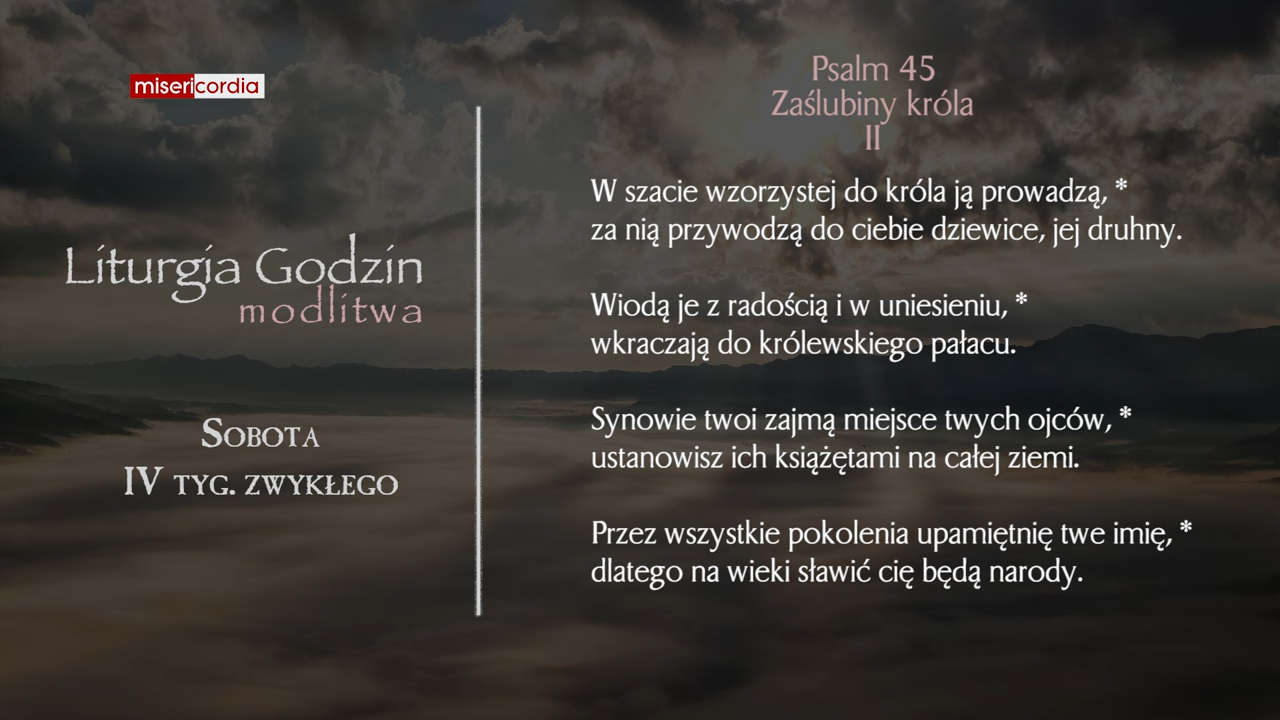 misericordia
Liturgia Godzin
modlitwa
Sobota
IV tyg. zwykłego
Psalm 45
Zaślubiny króla
II
W szacie wzorzystej do króla ją prowadzą, *
za nią przywodzą do ciebie dziewice, jej druhny.
Wiodą je z radością i w uniesieniu, *
wkraczają do królewskiego pałacu.
Synowie twoi zajmą miejsce twych ojców, *
ustanowisz ich książętami na całej ziemi.
Przez wszystkie pokolenia upamiętnię twe imię, *
dlatego na wieki sławić cię będą narody.